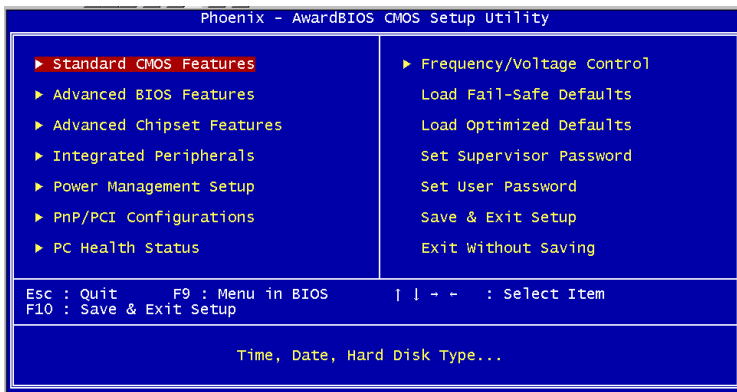 Phoenix - AwardBIOS CMOS Setup Utility
▶ Standard CMOS Features
▶ Advanced BIOS Features
▶ Advanced Chipset Features
▶ Integrated Peripherals
▶ Power Management Setup
▶ PnP/PCI Configurations
▶ PC Health Status
▶ Frequency/Voltage Control
Load Fail-Safe Defaults
Load Optimized Defaults
Set Supervisor Password
Set User Password
Save & Exit Setup
Exit Without Saving
Esc : Quit F9 : Menu in BIOS ↑ ↓ → ← : Select Item
F10 : Save & Exit Setup
Time, Date, Hard Disk Type...